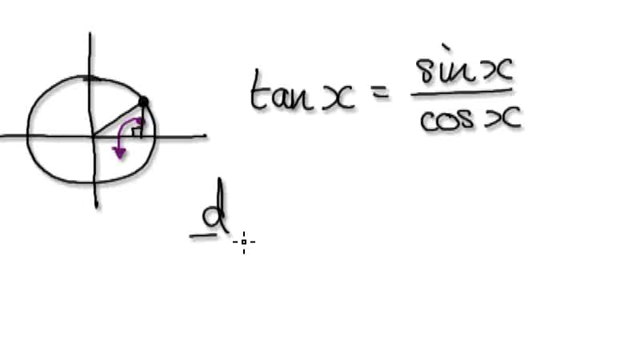 tan x = sin x / cos x
d